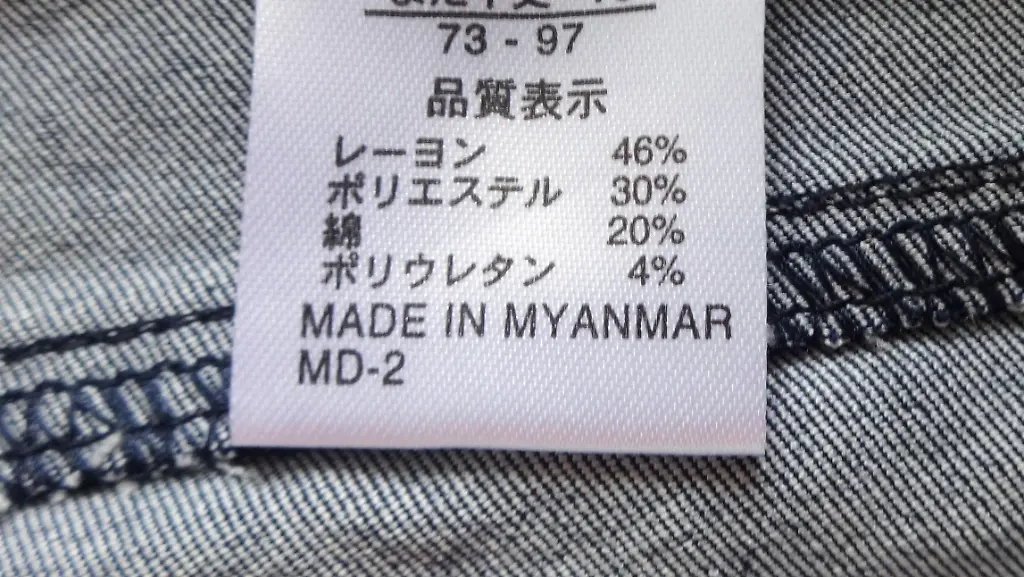 73 - 97
品質表示
レーヨン 46%
ポリエステル 30%
綿 20%
ポリウレタン 4%
MADE IN MYANMAR
MD-2